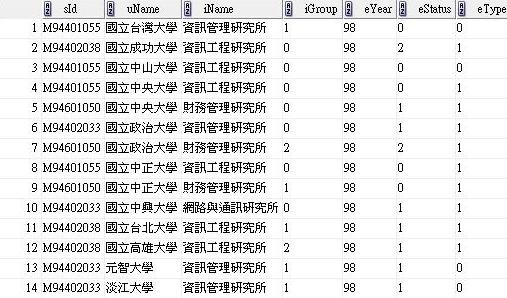 sId uName iName iGroup eYear eStatus eType
1 M94401055 國立台灣大學 資訊管理研究所 1 98 0 0
2 M94402038 國立成功大學 資訊工程研究所 0 98 2 1
3 M94401055 國立中山大學 資訊管理研究所 0 98 0 0
4 M94401055 國立中央大學 資訊工程研究所 0 98 0 1
5 M94601050 國立中央大學 財務管理研究所 0 98 1 1
6 M94402033 國立政治大學 資訊管理研究所 0 98 1 1
7 M94601050 國立政治大學 財務管理研究所 2 98 2 1
8 M94401055 國立中正大學 資訊工程研究所 0 98 0 0
9 M94601050 國立中正大學 財務管理研究所 1 98 0 1
10 M94402033 國立中興大學 網路與通訊研究所 0 98 1 1
11 M94402038 國立台北大學 資訊工程研究所 1 98 1 1
12 M94402038 國立高雄大學 資訊工程研究所 2 98 1 1
13 M94402033 元智大學 資訊管理研究所 1 98 1 0
14 M94402033 淡江大學 資訊管理研究所 1 98 1 0